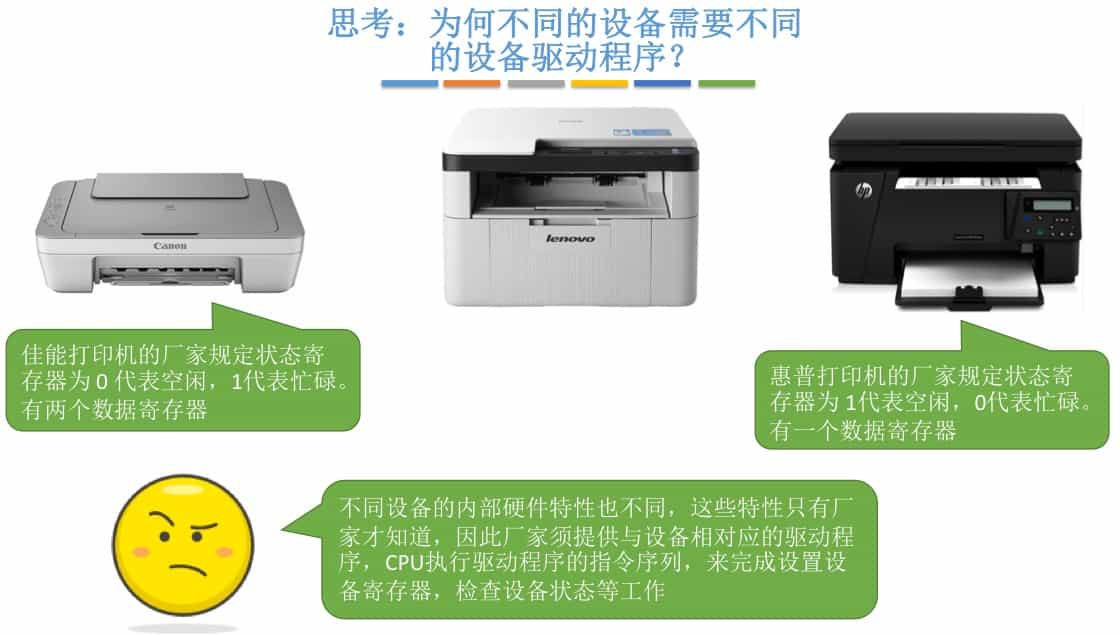 思考：为何不同的设备需要不同
的设备驱动程序？
Canon
lenovo
hp
佳能打印机的厂家规定状态寄
存器为 0 代表空闲，1代表忙碌。
有两个数据寄存器
惠普打印机的厂家规定状态寄
存器为 1代表空闲，0代表忙碌。
有一个数据寄存器
不同设备的内部硬件特性也不同，这些特性只有厂
家才知道，因此厂家须提供与设备相对应的驱动程
序，CPU执行驱动程序的指令序列，来完成设置设
备寄存器，检查设备状态等工作